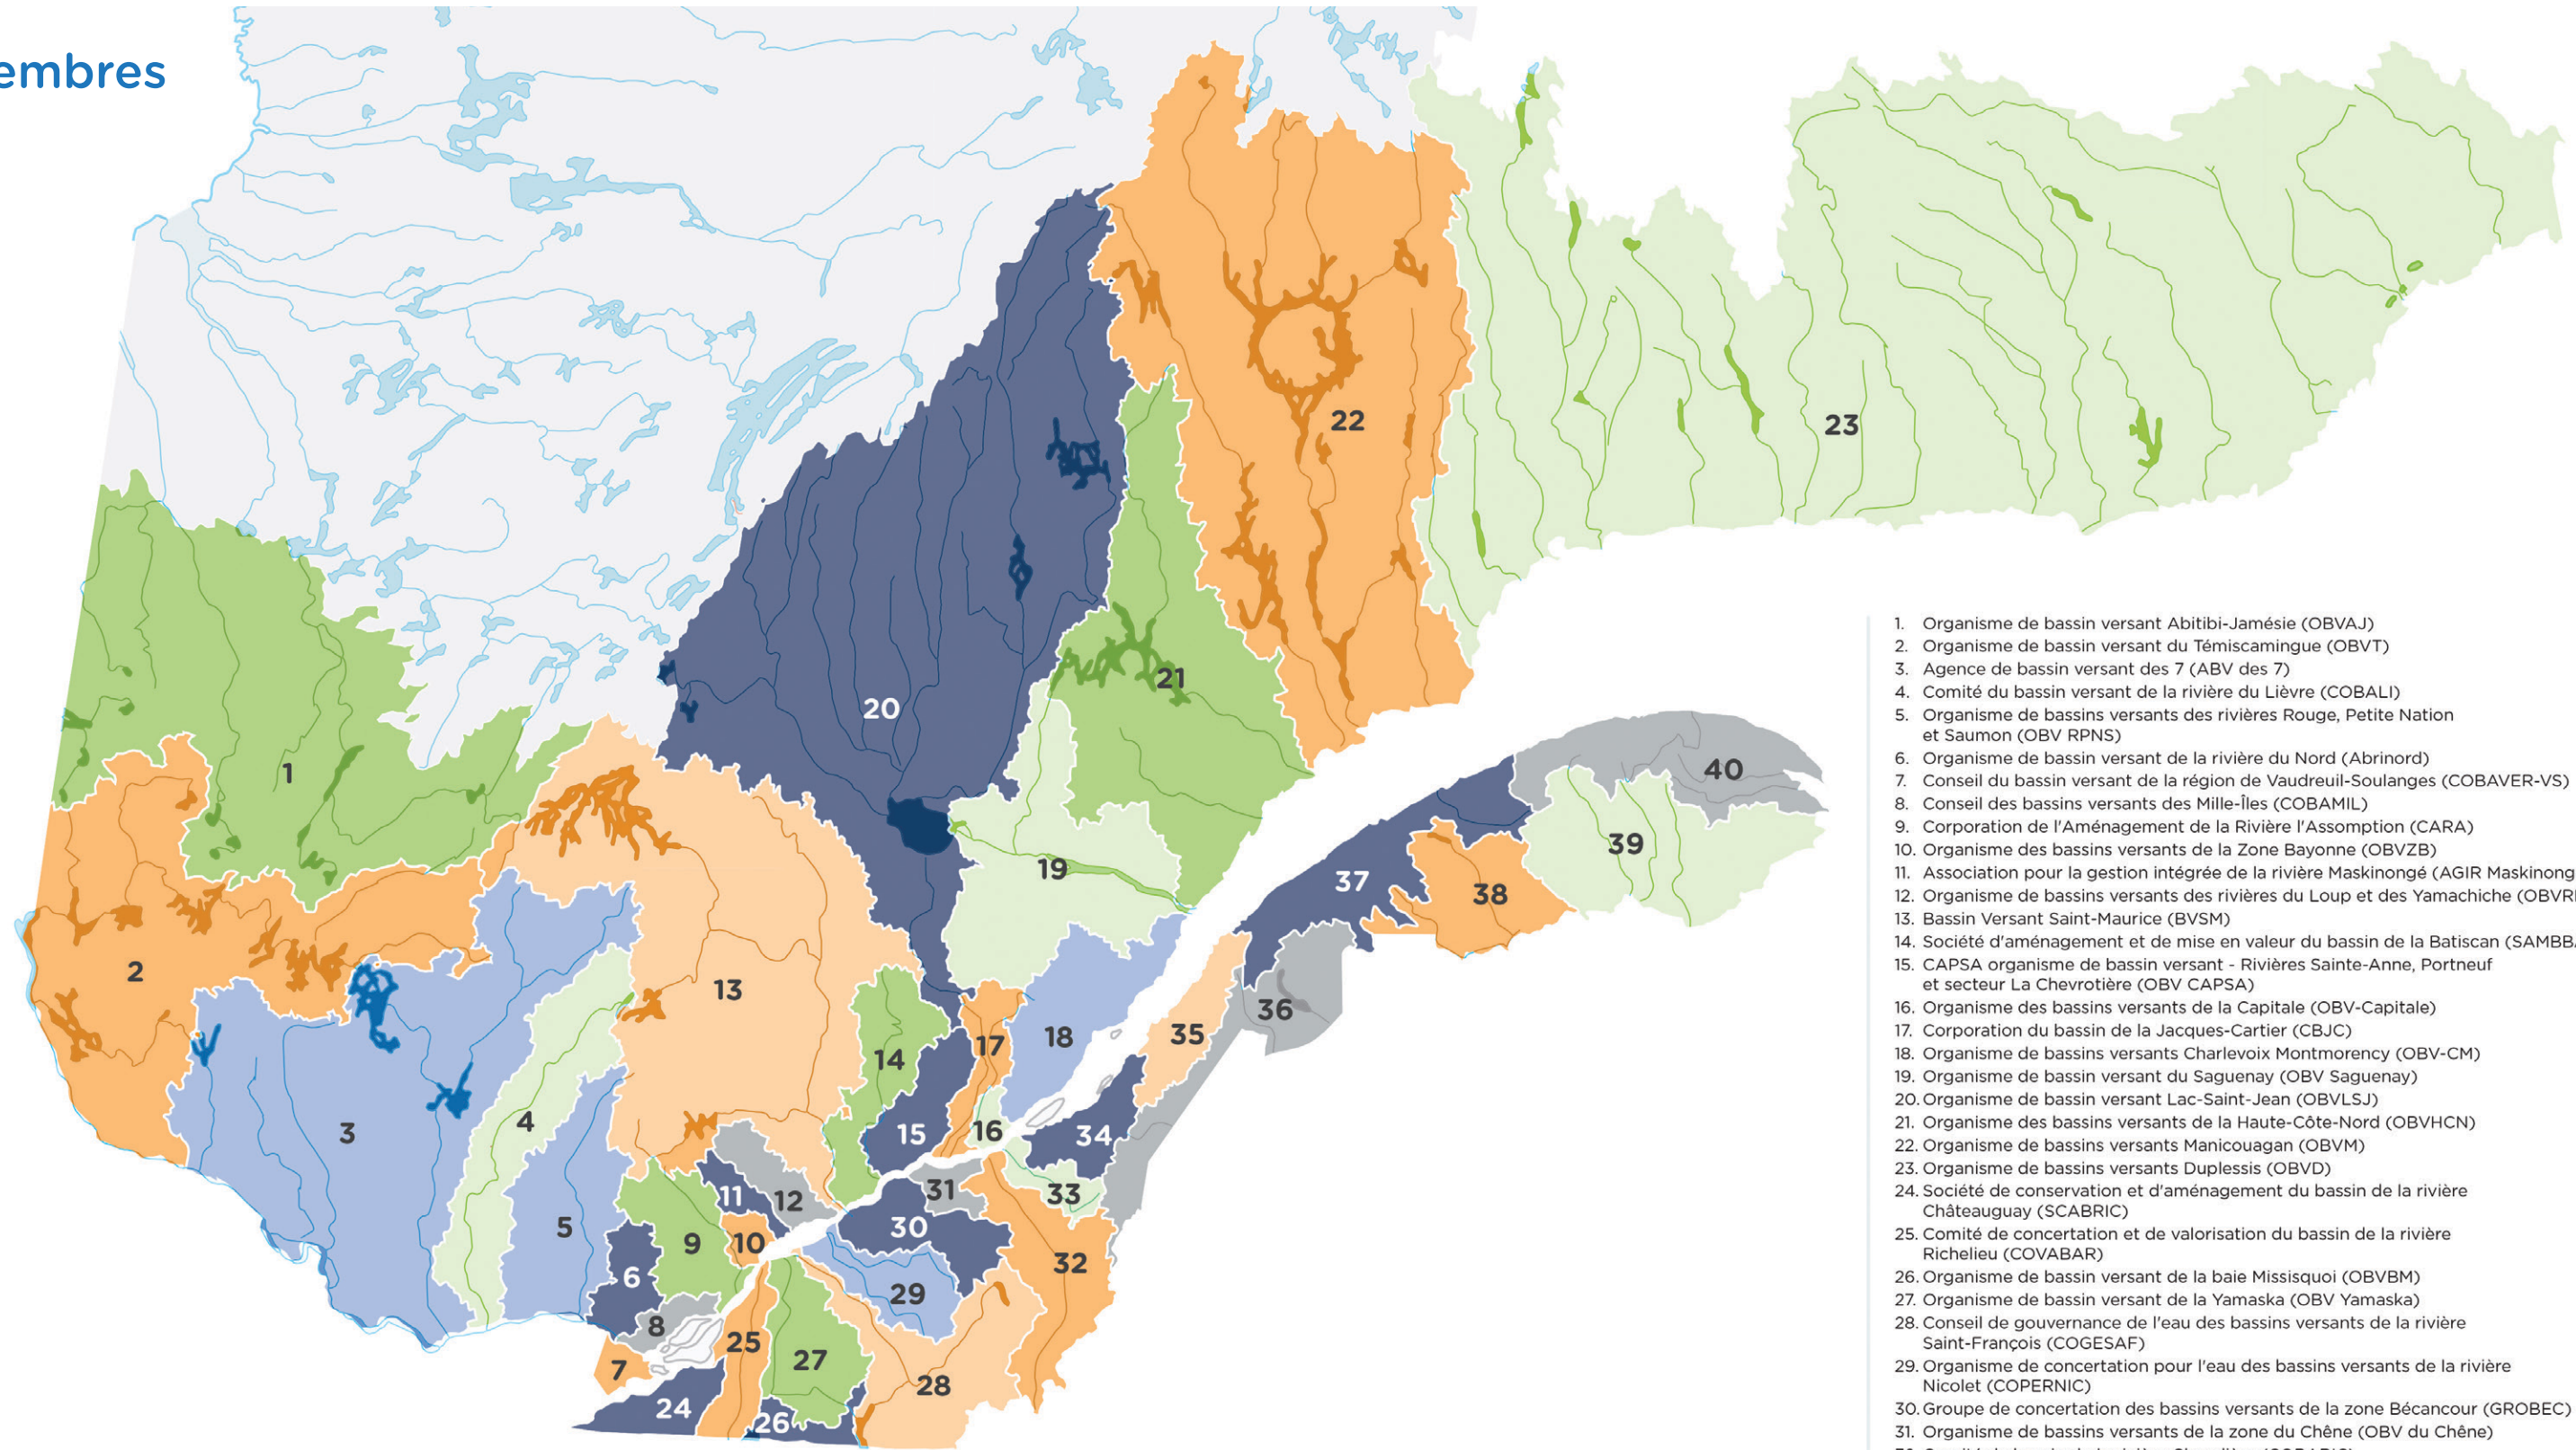 embres
1. Organisme de bassin versant Abitibi-Jamésie (OBVAJ)
2. Organisme de bassin versant du Témiscamingue (OBVT)
3. Agence de bassin versant des 7 (ABV des 7)
4. Comité du bassin versant de la rivière du Lièvre (COBALI)
5. Organisme de bassins versants des rivières Rouge, Petite Nation
et Saumon (OBV RPNS)
6. Organisme de bassin versant de la rivière du Nord (Abrinord)
7. Conseil du bassin versant de la région de Vaudreuil-Soulanges (COBAVER-VS)
8. Conseil des bassins versants des Mille-Îles (COBAMIL)
9. Corporation de l'Aménagement de la Rivière l'Assomption (CARA)
10. Organisme des bassins versants de la Zone Bayonne (OBVZB)
11. Association pour la gestion intégrée de la rivière Maskinongé (AGIR Maskinong
12. Organisme de bassins versants des rivières du Loup et des Yamachiche (OBVR
13. Bassin Versant Saint-Maurice (BVSM)
14. Société d'aménagement et de mise en valeur du bassin de la Batiscan (SAMBBA
15. CAPSA organisme de bassin versant - Rivières Sainte-Anne, Portneuf
et secteur La Chevrotière (OBV CAPSA)
16. Organisme des bassins versants de la Capitale (OBV-Capitale)
17. Corporation du bassin de la Jacques-Cartier (CBJC)
18. Organisme de bassins versants Charlevoix Montmorency (OBV-CM)
19. Organisme de bassin versant du Saguenay (OBV Saguenay)
20. Organisme de bassin versant Lac-Saint-Jean (OBVLSJ)
21. Organisme des bassins versants de la Haute-Côte-Nord (OBVHCN)
22. Organisme de bassins versants Manicouagan (OBVM)
23. Organisme de bassins versants Duplessis (OBVD)
24. Société de conservation et d'aménagement du bassin de la rivière
Châteauguay (SCABRIC)
25. Comité de concertation et de valorisation du bassin de la rivière
Richelieu (COVABAR)
26. Organisme de bassin versant de la baie Missisquoi (OBVBM)
27. Organisme de bassin versant de la Yamaska (OBV Yamaska)
28. Conseil de gouvernance de l'eau des bassins versants de la rivière
Saint-François (COGESAF)
29. Organisme de concertation pour l'eau des bassins versants de la rivière
Nicolet (COPERNIC)
30. Groupe de concertation des bassins versants de la zone Bécancour (GROBEC)
31. Organisme de bassins versants de la zone du Chêne (OBV du Chêne)
22
23
21
20
1
40
39
19
37
38
2
13
36
18
35
17
14
3
4
16
15
34
11
12
31
33
5
30
9
10
32
6
29
8
25
27
7
28
24
26